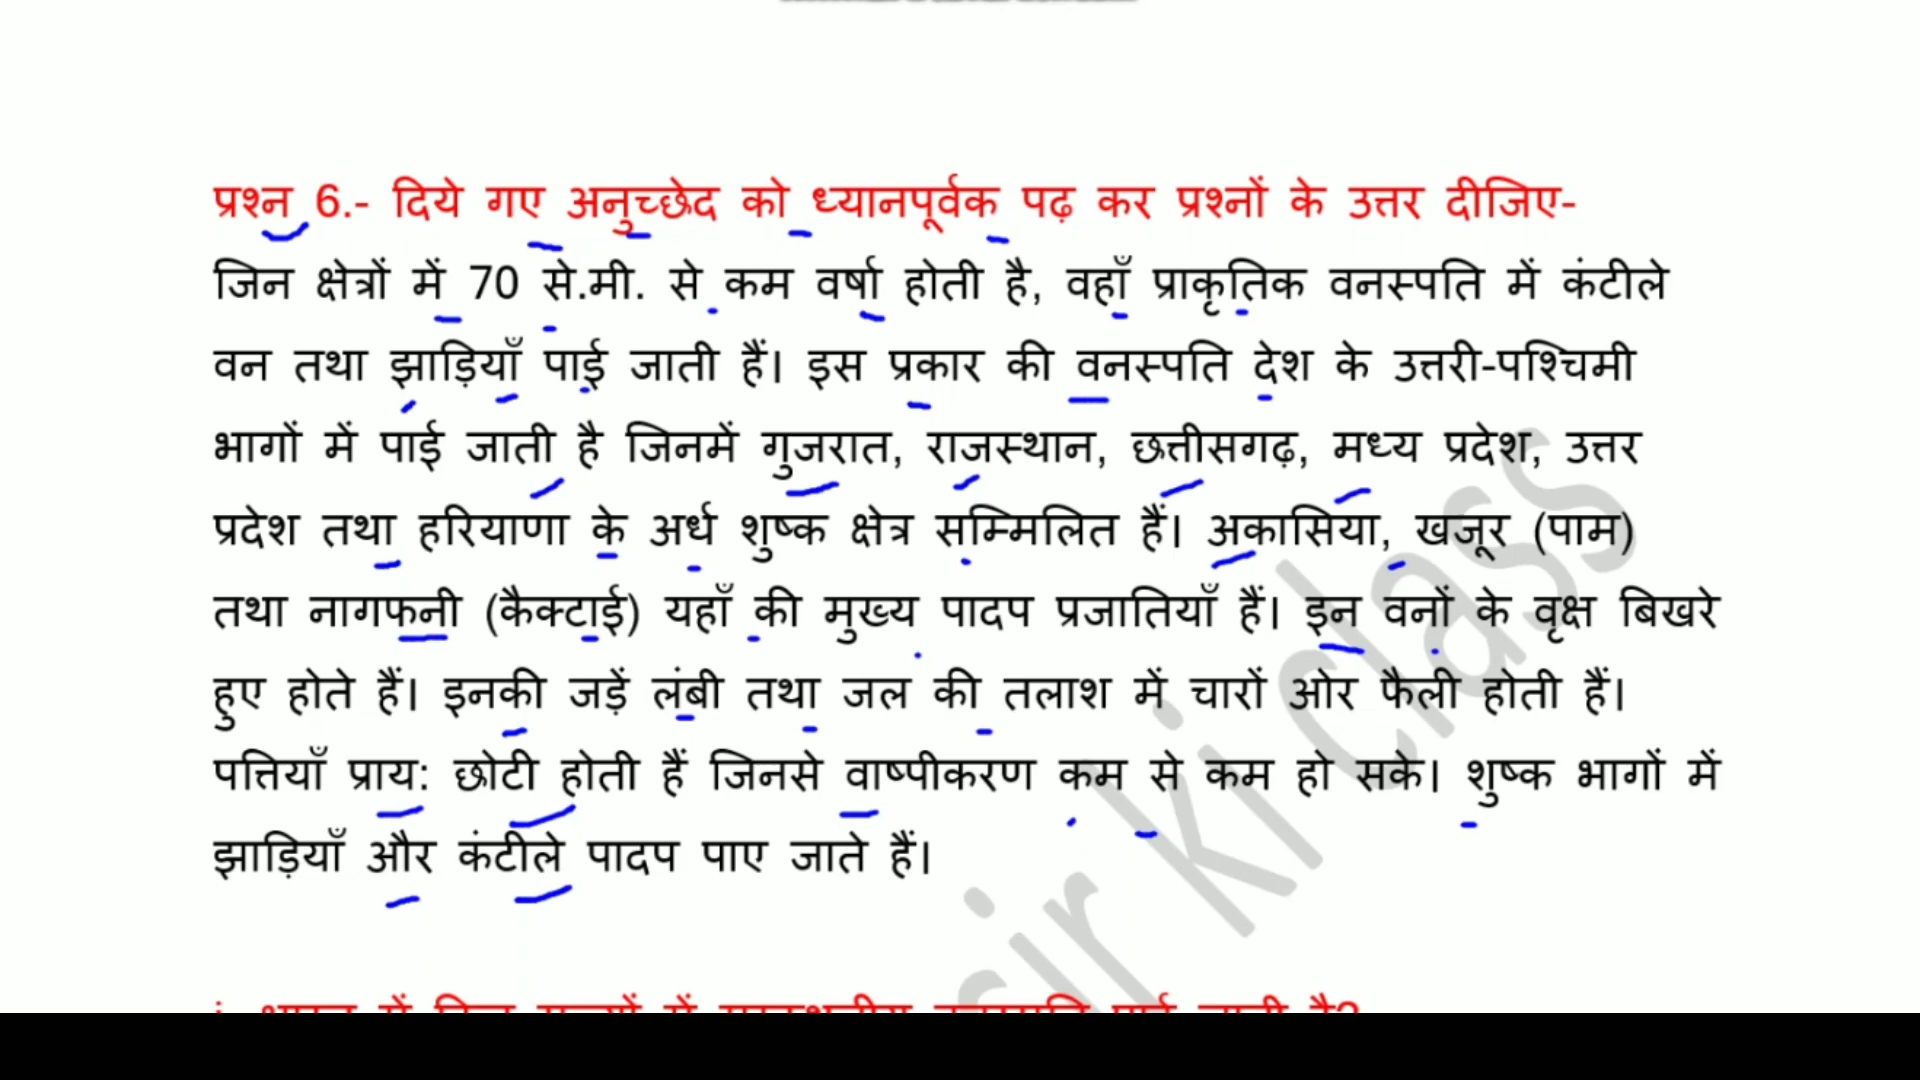 प्रश्न 6.- दिये गए अनुच्छेद को ध्यानपूर्वक पढ़ कर प्रश्नों के उत्तर दीजिए-
जिन क्षेत्रों में 70 से.मी. से कम वर्षा होती है, वहाँ प्राकृतिक वनस्पति में कंटीले
वन तथा झाड़ियाँ पाई जाती हैं। इस प्रकार की वनस्पति देश के उत्तरी-पश्चिमी
भागों में पाई जाती है जिनमें गुजरात, राजस्थान, छत्तीसगढ़, मध्य प्रदेश, उत्तर
प्रदेश तथा हरियाणा के अर्ध शुष्क क्षेत्र सम्मिलित हैं। अकासिया, खजूर (पाम)
तथा नागफनी (कैक्टाई) यहाँ की मुख्य पादप प्रजातियाँ हैं। इन वनों के वृक्ष बिखरे
हुए होते हैं। इनकी जड़ें लंबी तथा जल की तलाश में चारों ओर फैली होती हैं।
पत्तियाँ प्राय: छोटी होती हैं जिनसे वाष्पीकरण कम से कम हो सके। शुष्क भागों में
झाड़ियाँ और कंटीले पादप पाए जाते हैं।
sir ki class